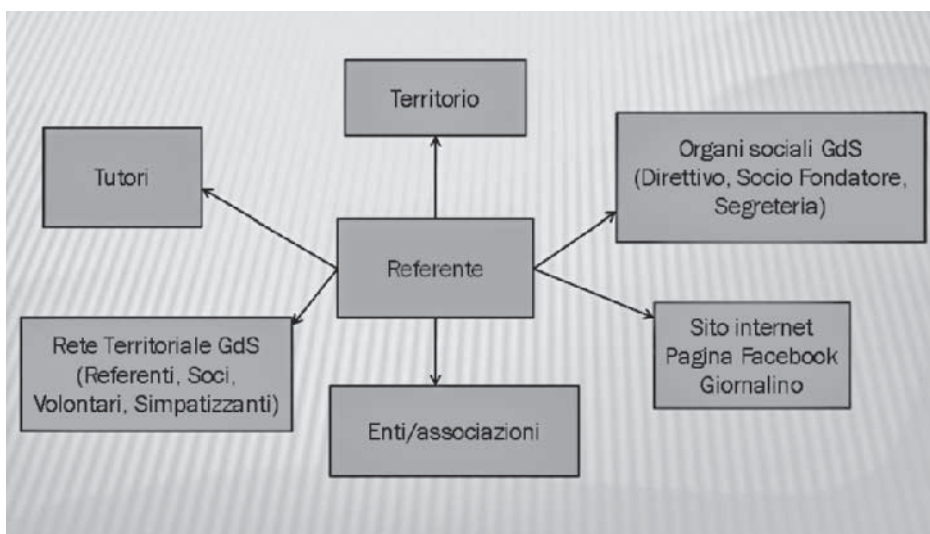 Territorio
Tutori
Organi sociali GdS
(Direttivo, Socio Fondatore,
Segreteria)
Referente
Rete Territoriale GdS
(Referenti, Soci,
Volontari, Simpatizzanti)
Sito internet
Pagina Facebook
Giornalino
Enti/associazioni